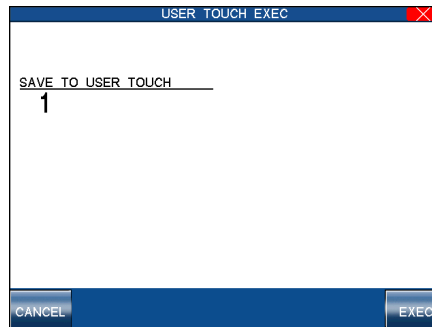 USER TOUCH EXEC
SAVE TO USER TOUCH
1
CANCEL
EXEC